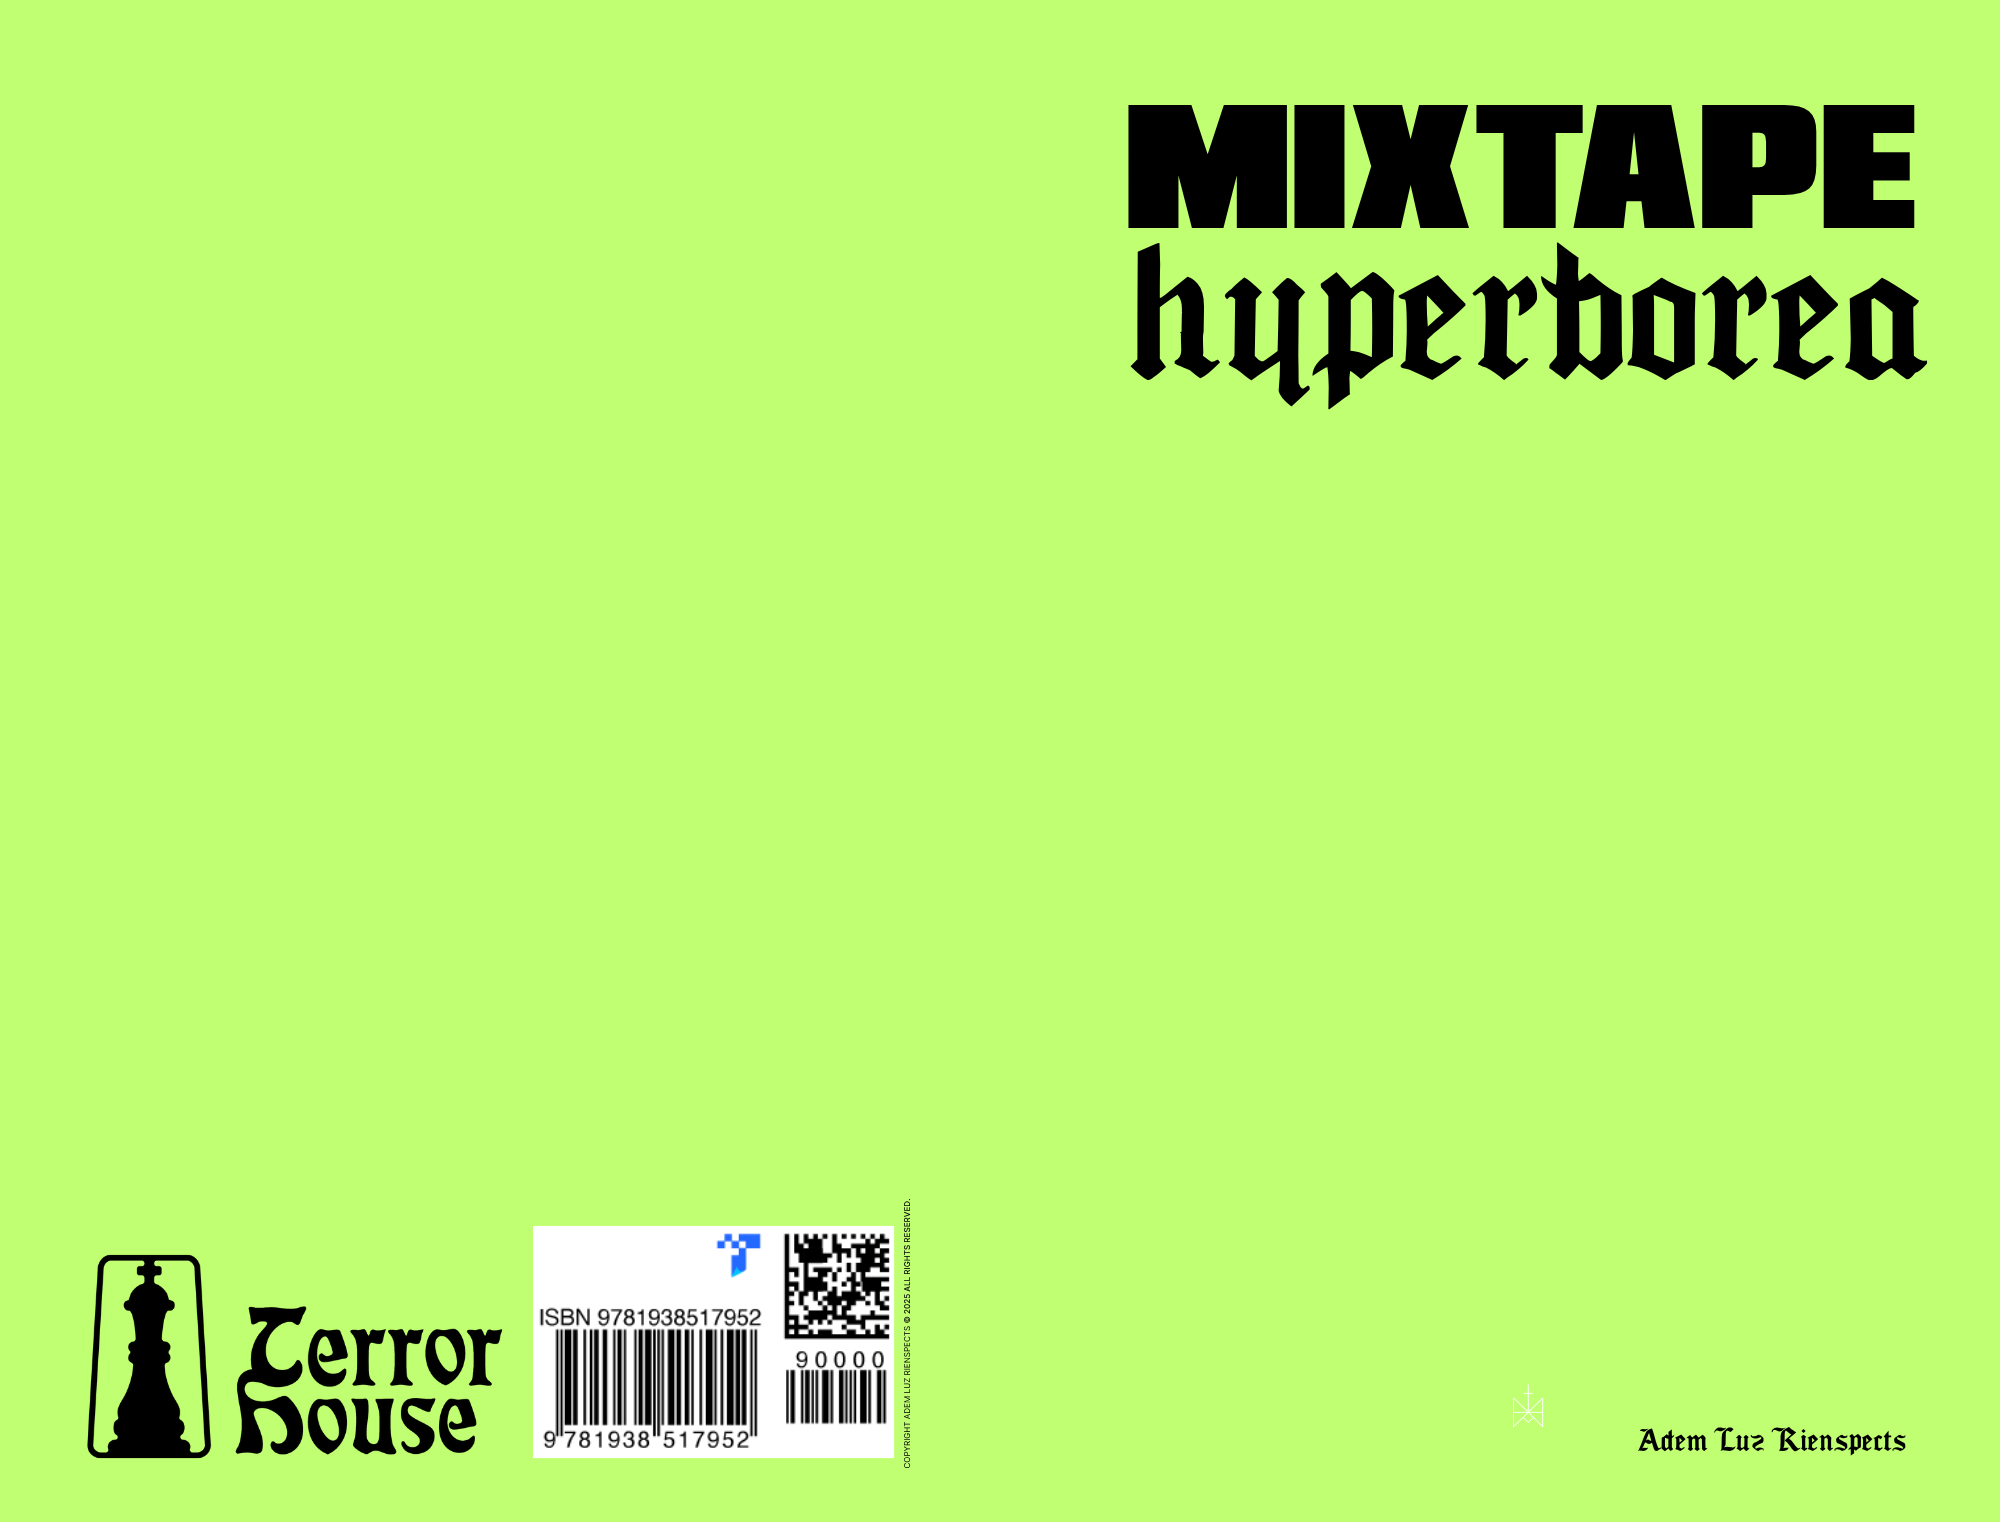 MIXTAPE
hyperborea
Terror
House
ISBN 9781938517952
90000
9 781938 517952
COPYRIGHT ADEM LUZ RIENSPECTS © 2025 ALL RIGHTS RESERVED.
Adem Luz Rienspects